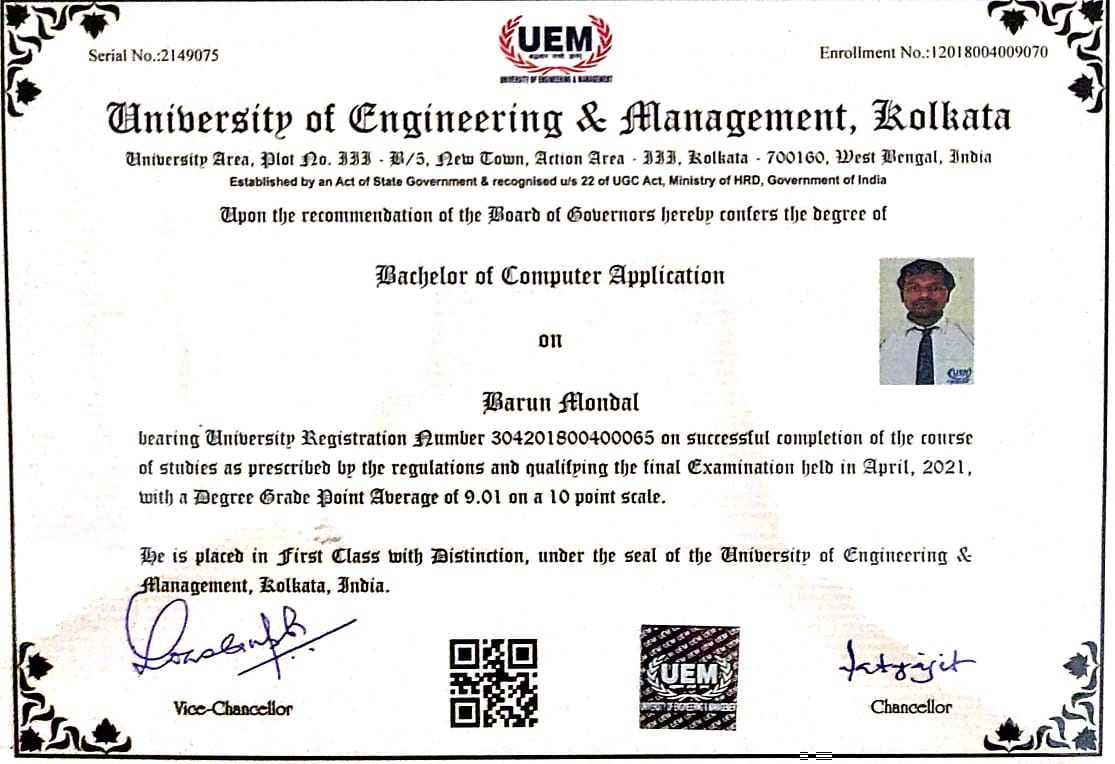 Serial No.:2149075
UEM
UNIVERSITY OF ENGINEERING & MANAGEMENT
Enrollment No.:12018004009070
University of Engineering & Management, Kolkata
University Area, Plot No. III - B/5, New Town, Action Area - III, Kolkata - 700160, West Bengal, India
Established by an Act of State Government & recognised u/s 22 of UGC Act, Ministry of HRD, Government of India
Upon the recommendation of the Board of Governors hereby confers the degree of
Bachelor of Computer Application
on
UEM
Barun Mondal
bearing University Registration Number 304201800400065 on successful completion of the course
of studies as prescribed by the regulations and qualifying the final Examination held in April, 2021,
with a Degree Grade Point Average of 9.01 on a 10 point scale.
He is placed in First Class with Distinction, under the seal of the University of Engineering &
Management, Kolkata, India.
UEM
Satyajit
Vice-Chancellor
Chancellor